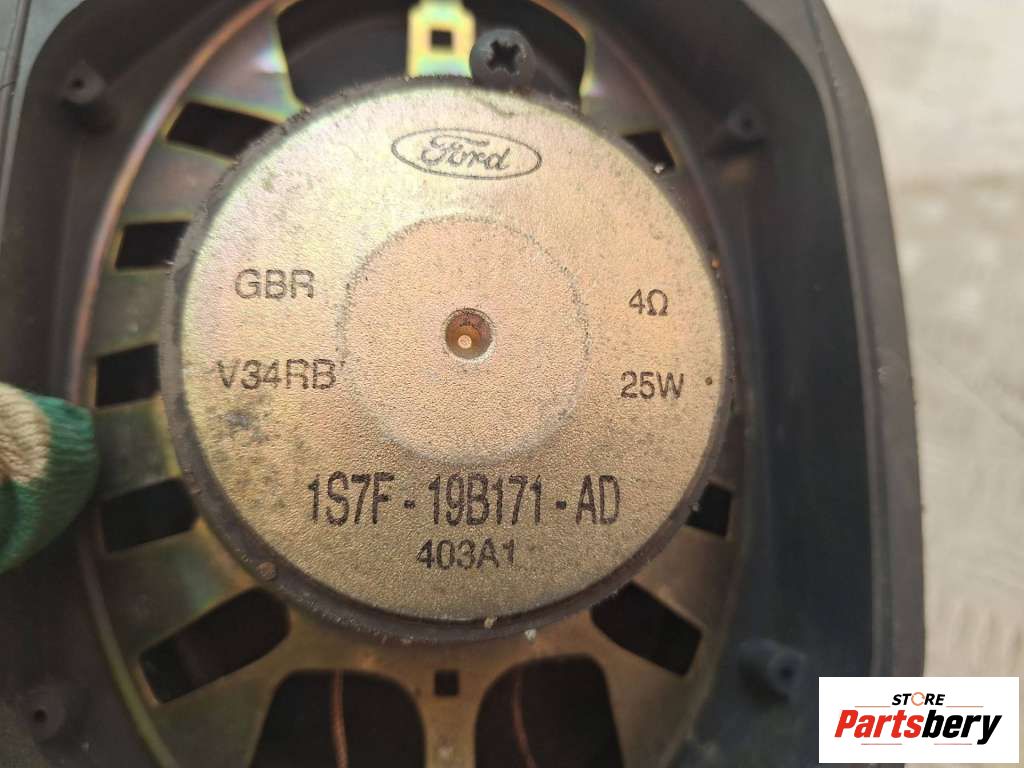 Ford
GBR
4Ω
V34RB
25W
1S7F - 19B171 - AD
403A1
STORE
Partsbery